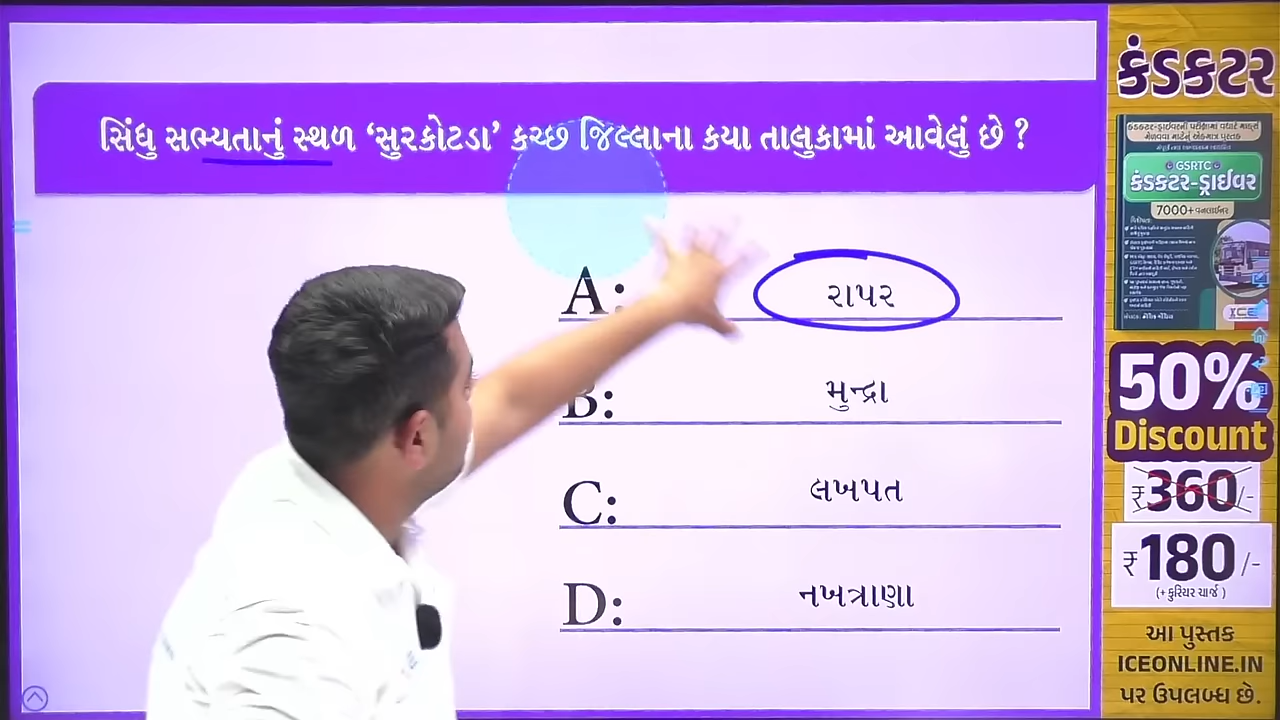 સિંધુ સભ્યતાનું સ્થળ ‘સુરકોટડા’ કચ્છ જિલ્લાના કયા તાલુકામાં આવેલું છે ?
A: રાપર
B: મુન્દ્રા
C: લખપત
D: નખત્રાણા
કંડકટર
GSRTC
કંડકટર-ડ્રાઈવર
7000+ વનલાઈનર
ICE
50%
Discount
₹360/-
₹180/-
(+ કુરિયર ચાર્જ )
આ પુસ્તક
ICEONLINE.IN
પર ઉપલબ્ધ છે.